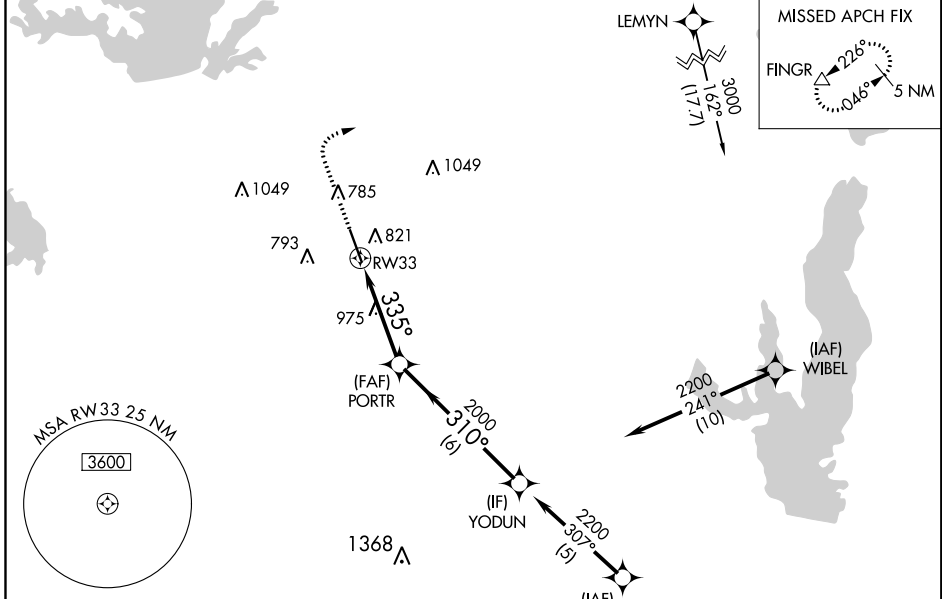 LEMYN
3000
162°
(17.7)
MISSED APCH FIX
FINGR
226°
046°
5 NM
1049
785
1049
793
821
RW33
975
335°
(FAF)
PORTR
2000
310°
(6)
(IAF)
WIBEL
2200
241°
(10)
MSA RW33 25 NM
3600
(IF)
YODUN
2200
307°
(5)
1368
(IAF)